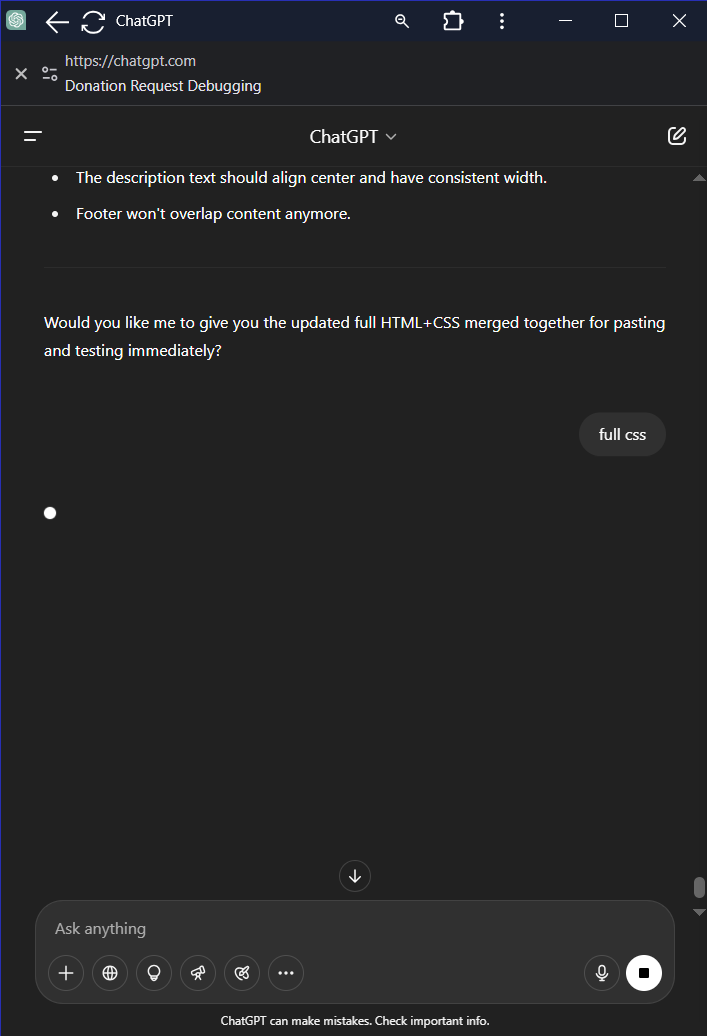 ChatGPT
https://chatgpt.com
Donation Request Debugging
ChatGPT
The description text should align center and have consistent width.
Footer won't overlap content anymore.
Would you like me to give you the updated full HTML+CSS merged together for pasting
and testing immediately?
full css
Ask anything
ChatGPT can make mistakes. Check important info.